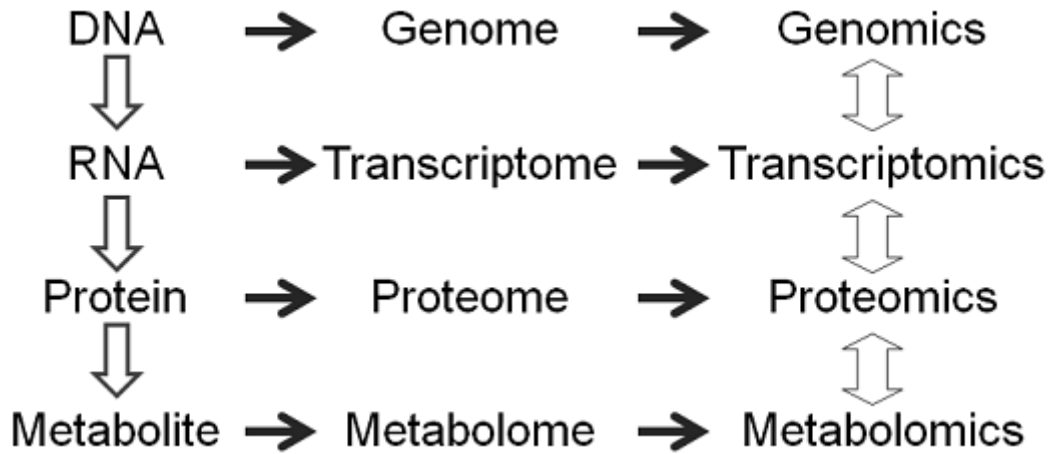 DNA Genome Genomics
RNA Transcriptome Transcriptomics
Protein Proteome Proteomics
Metabolite Metabolome Metabolomics